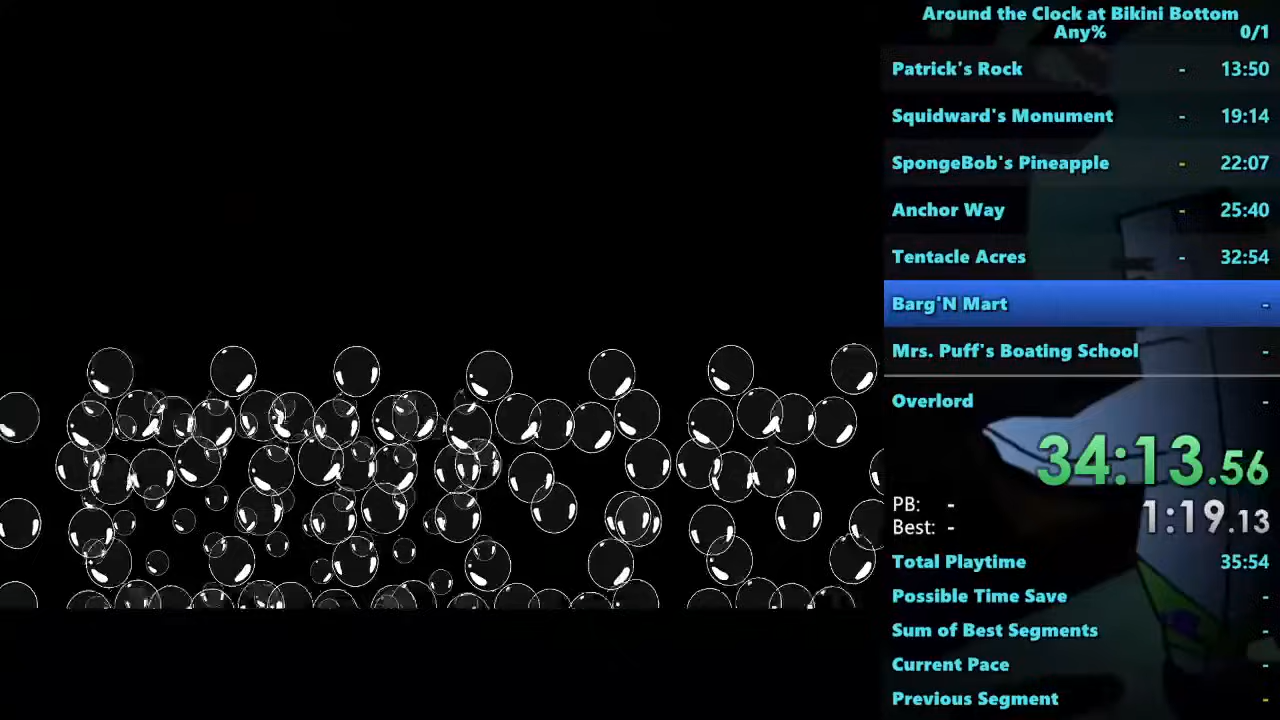 Around the Clock at Bikini Bottom
Any% 0/1
Patrick's Rock - 13:50
Squidward's Monument - 19:14
SpongeBob's Pineapple - 22:07
Anchor Way - 25:40
Tentacle Acres - 32:54
Barg'N Mart -
Mrs. Puff's Boating School -
Overlord -
34:13.56
PB: -
Best: - 1:19.13
Total Playtime 35:54
Possible Time Save -
Sum of Best Segments -
Current Pace -
Previous Segment -